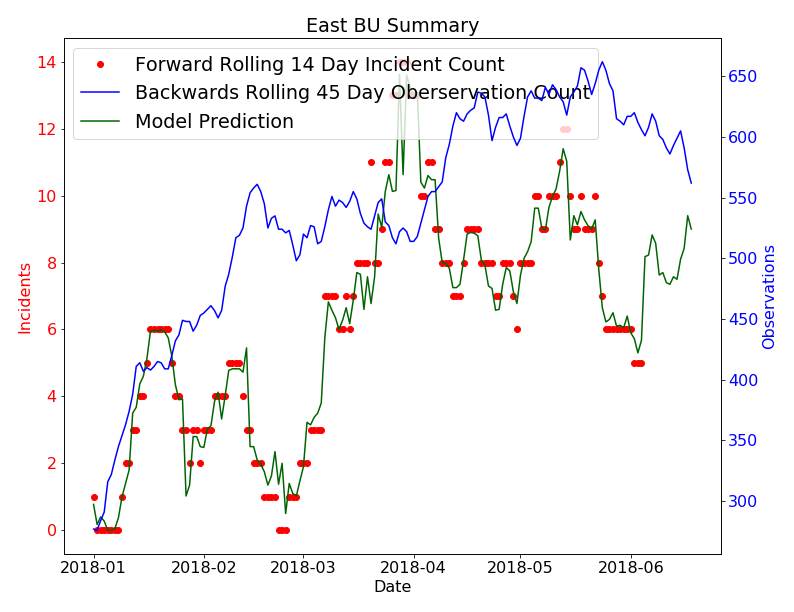 East BU Summary
Forward Rolling 14 Day Incident Count
Backwards Rolling 45 Day Oberservation Count
Model Prediction
14
12
10
8
6
4
2
0
Incidents
650
600
550
500
450
400
350
300
Observations
2018-01 2018-02 2018-03 2018-04 2018-05 2018-06
Date